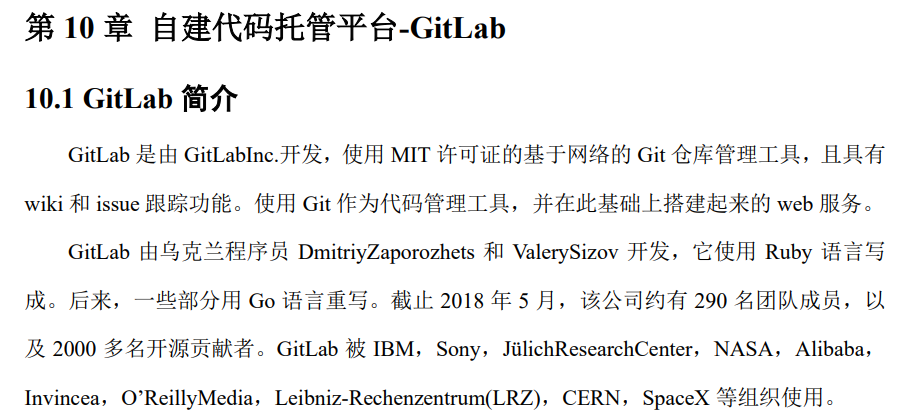 第 10 章 自建代码托管平台-GitLab
10.1 GitLab 简介
GitLab 是由 GitLabInc.开发，使用 MIT 许可证的基于网络的 Git 仓库管理工具，且具有
wiki 和 issue 跟踪功能。使用 Git 作为代码管理工具，并在此基础上搭建起来的 web 服务。
GitLab 由乌克兰程序员 DmitriyZaporozhets 和 ValerySizov 开发，它使用 Ruby 语言写
成。后来，一些部分用 Go 语言重写。截止 2018 年 5 月，该公司约有 290 名团队成员，以
及 2000 多名开源贡献者。GitLab 被 IBM，Sony，JülichResearchCenter，NASA，Alibaba，
Invincea，O’ReillyMedia，Leibniz-Rechenzentrum(LRZ)，CERN，SpaceX 等组织使用。